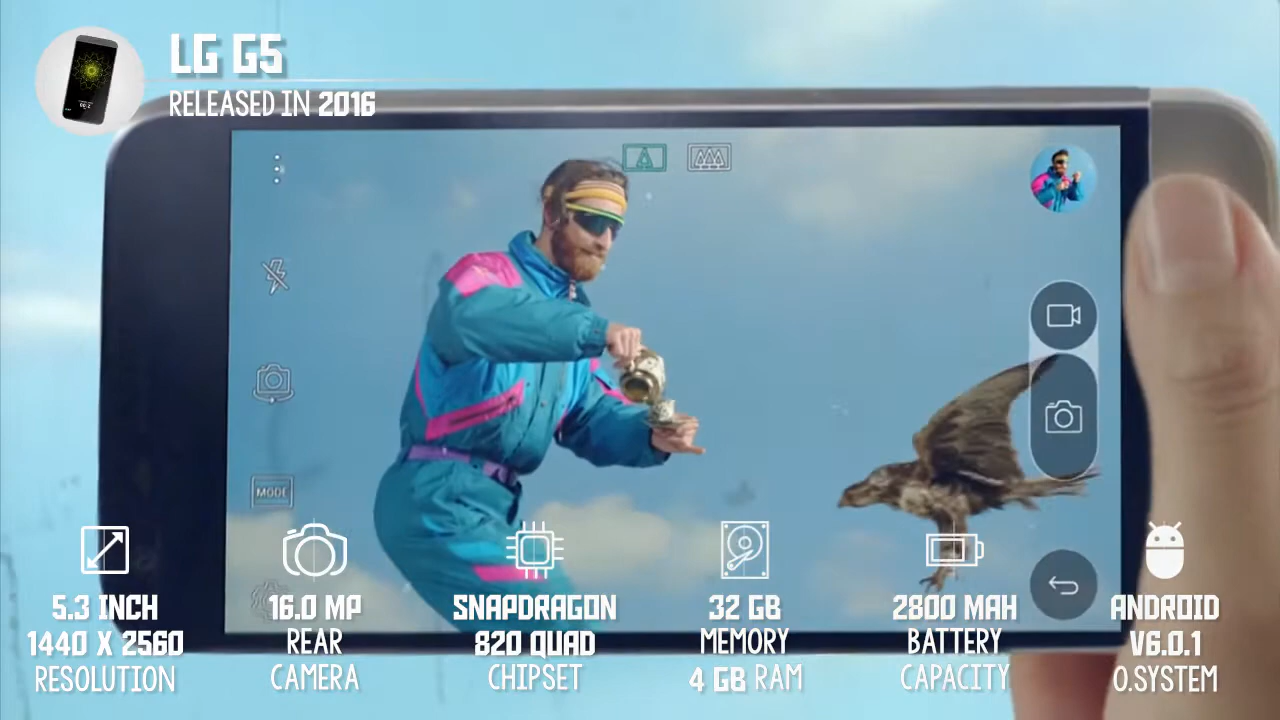 LG G5
RELEASED IN 2016
MODE
5.3 INCH
1440 X 2560
RESOLUTION
16.0 MP
REAR
CAMERA
SNAPDRAGON
820 QUAD
CHIPSET
32 GB
MEMORY
4 GB RAM
2800 MAH
BATTERY
CAPACITY
ANDROID
V6.0.1
O.SYSTEM